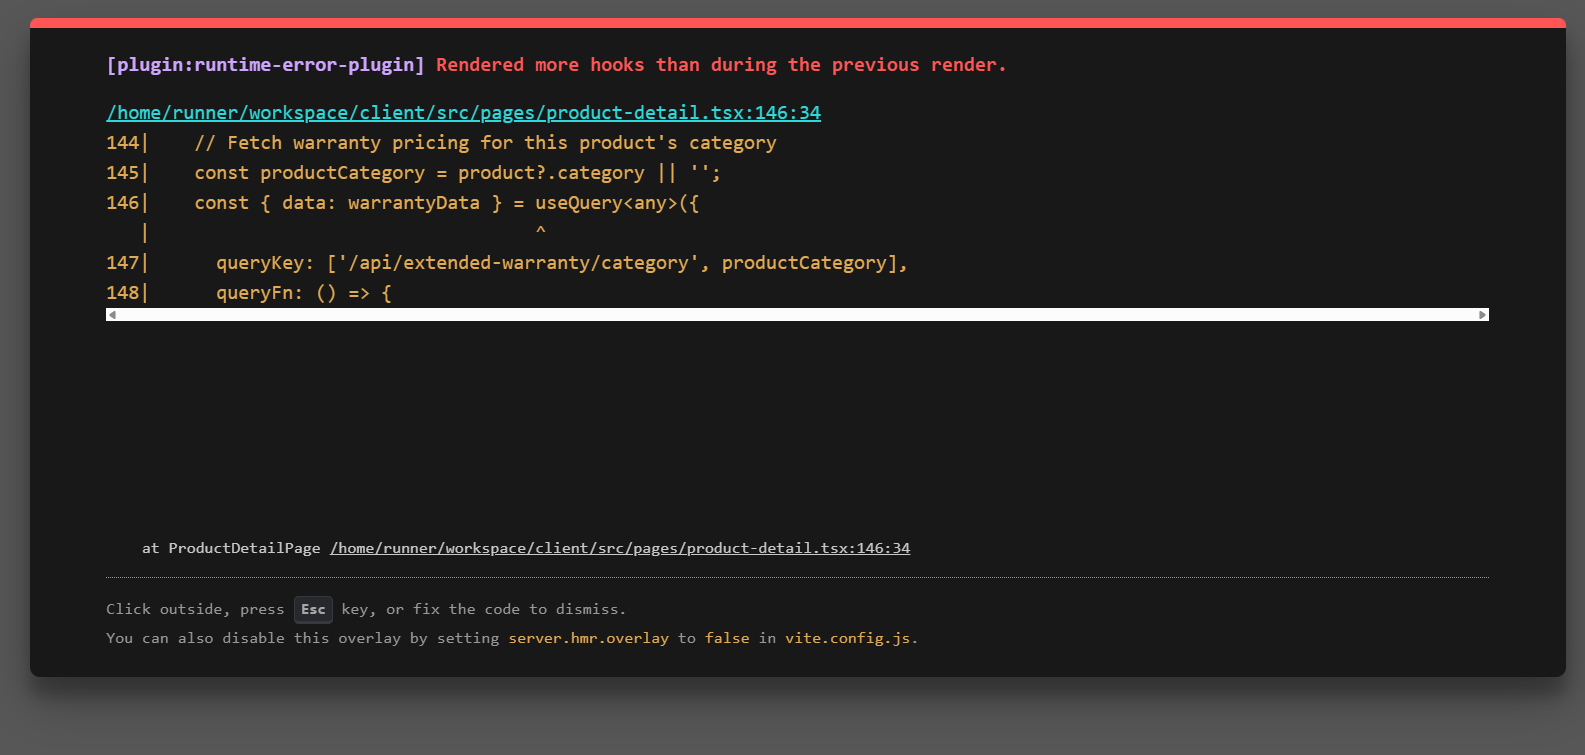 [plugin:runtime-error-plugin] Rendered more hooks than during the previous render.
/home/runner/workspace/client/src/pages/product-detail.tsx:146:34
144|    // Fetch warranty pricing for this product's category
145|    const productCategory = product?.category || '';
146|    const { data: warrantyData } = useQuery<any>({
   |                                   ^
147|      queryKey: ['/api/extended-warranty/category', productCategory],
148|      queryFn: () => {
at ProductDetailPage /home/runner/workspace/client/src/pages/product-detail.tsx:146:34
Click outside, press Esc key, or fix the code to dismiss.
You can also disable this overlay by setting server.hmr.overlay to false in vite.config.js.